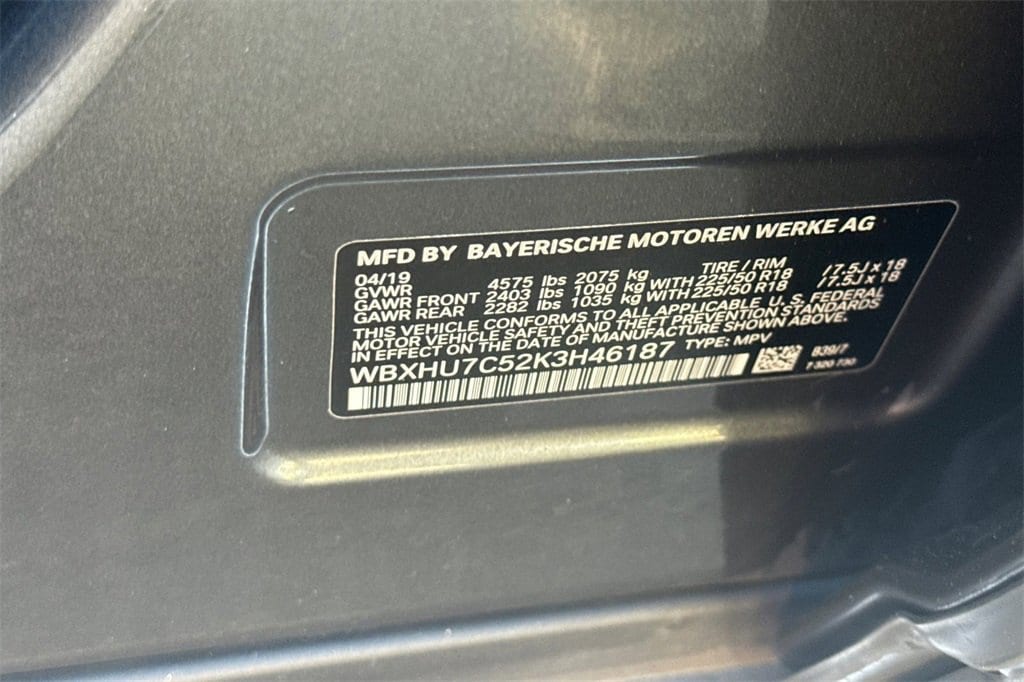 MFD BY BAYERISCHE MOTOREN WERKE AG
04/19 TIRE / RIM
GVWR 4575 lbs 2075 kg
GAWR FRONT 2403 lbs 1090 kg WITH 225/50 R18 /7.5J x 18
GAWR REAR 2282 lbs 1035 kg WITH 225/50 R18 /7.5J x 18
THIS VEHICLE CONFORMS TO ALL APPLICABLE U.S. FEDERAL
MOTOR VEHICLE SAFETY AND THEFT PREVENTION STANDARDS
IN EFFECT ON THE DATE OF MANUFACTURE SHOWN ABOVE.
WBXHU7C52K3H46187 TYPE: MPV
B39/7
7 320 730